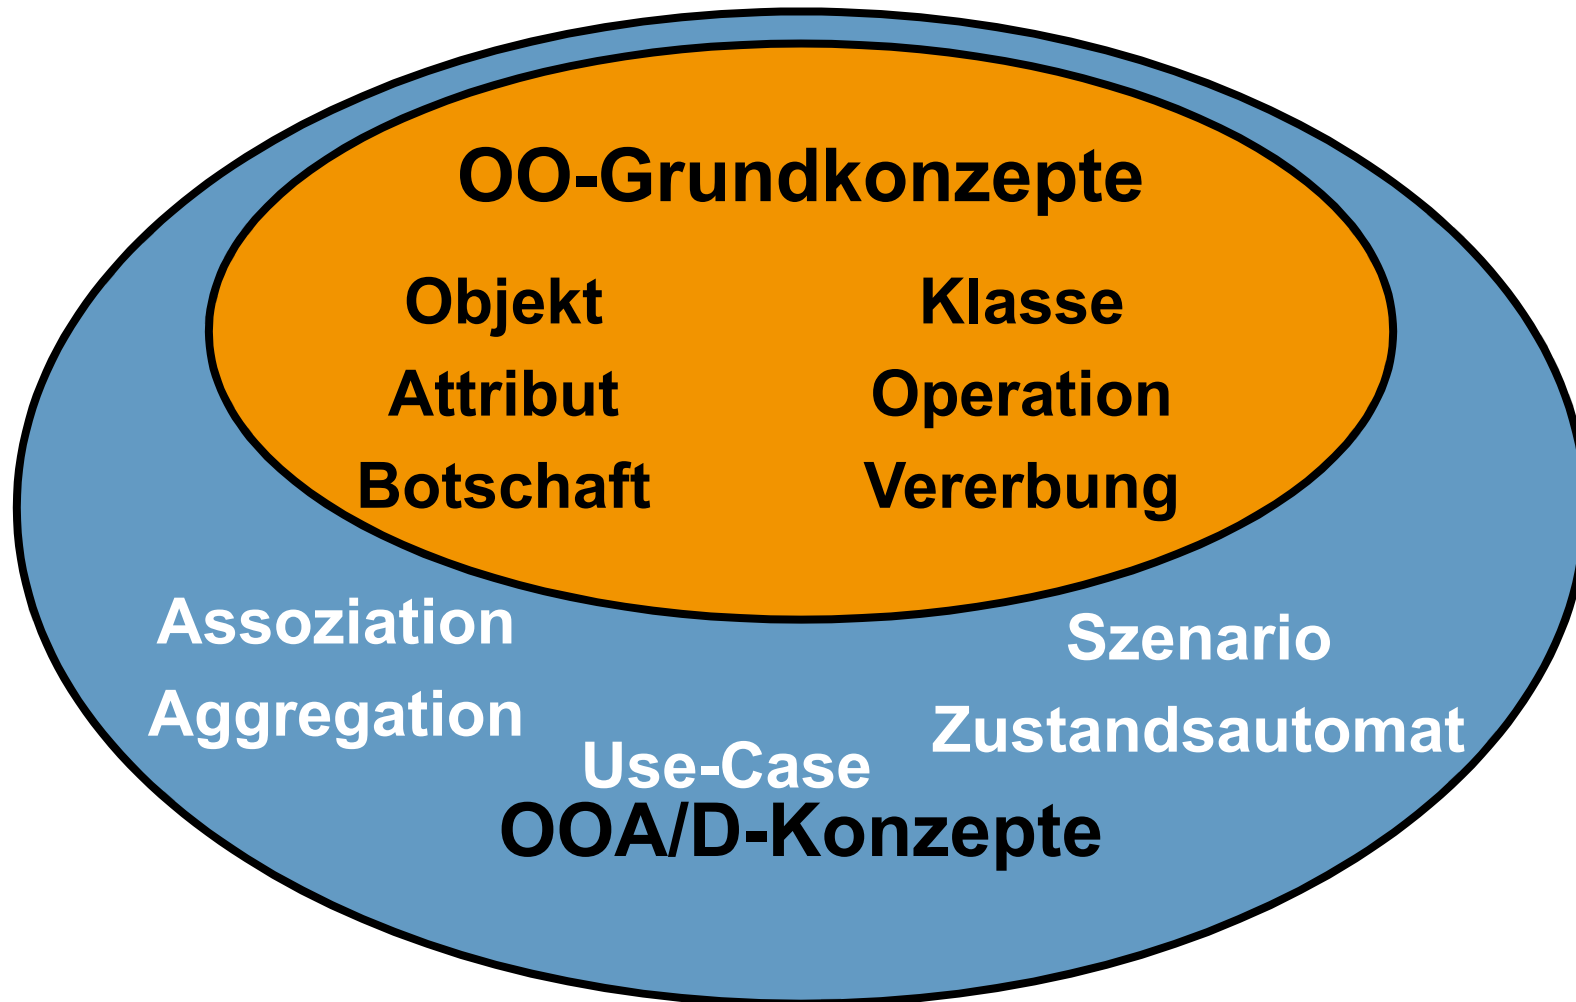 OO-Grundkonzepte
Objekt Klasse
Attribut Operation
Botschaft Vererbung
Assoziation Szenario
Aggregation Zustandsautomat
Use-Case
OOA/D-Konzepte